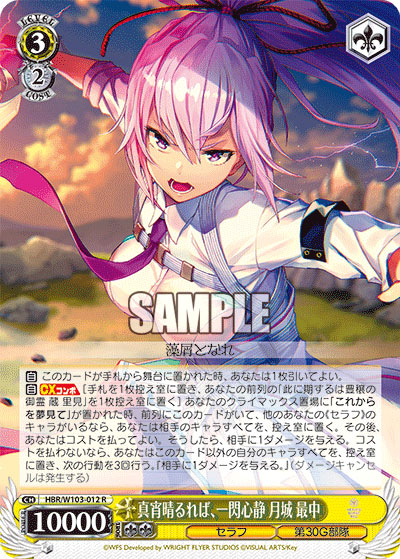 LEVEL
3
2
COST
SAMPLE
藻屑となれ
自 このカードが手札から舞台に置かれた時、あなたは1枚引いてよい。
自 CXコンボ [手札を1枚控え室に置き、あなたの前列の「此に期するは豊穣の
御霊 蔵 里見」を1枚控え室に置く] あなたのクライマックス置場に「これから
を夢見て」が置かれた時、前列にこのカードがいて、他のあなたの《セラフ》の
キャラがいるなら、あなたは相手のキャラすべてを、控え室に置く。その後、
あなたはコストを払ってよい。そうしたら、相手に1ダメージを与える。コス
トを払わないなら、あなたはこのカード以外の自分のキャラすべてを控え室
に置き、次の行動を3回行う。『相手に1ダメージを与える。』（ダメージキャン
セルは発生する）
CH HBR/W103-012 R
10000
真宵晴るれば、一閃心静 月城 最中
セラフ
第30G部隊
©WFS Developed by WRIGHT FLYER STUDIOS ©VISUAL ARTS/Key